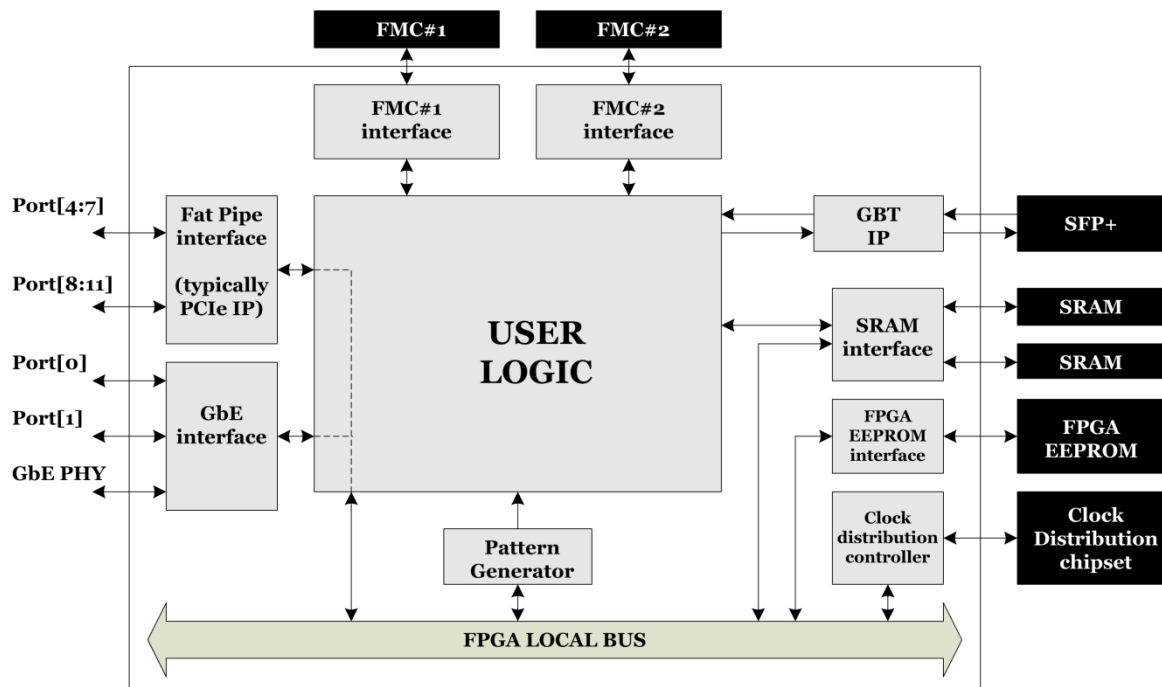 FMC#1
FMC#2
FMC#1
interface
FMC#2
interface
Port[4:7]
Port[8:11]
Fat Pipe
interface
(typically
PCIe IP)
Port[0]
Port[1]
GbE PHY
GbE
interface
USER
LOGIC
GBT
IP
SFP+
SRAM
interface
SRAM
SRAM
FPGA
EEPROM
interface
FPGA
EEPROM
Clock
distribution
controller
Clock
Distribution
chipset
Pattern
Generator
FPGA LOCAL BUS